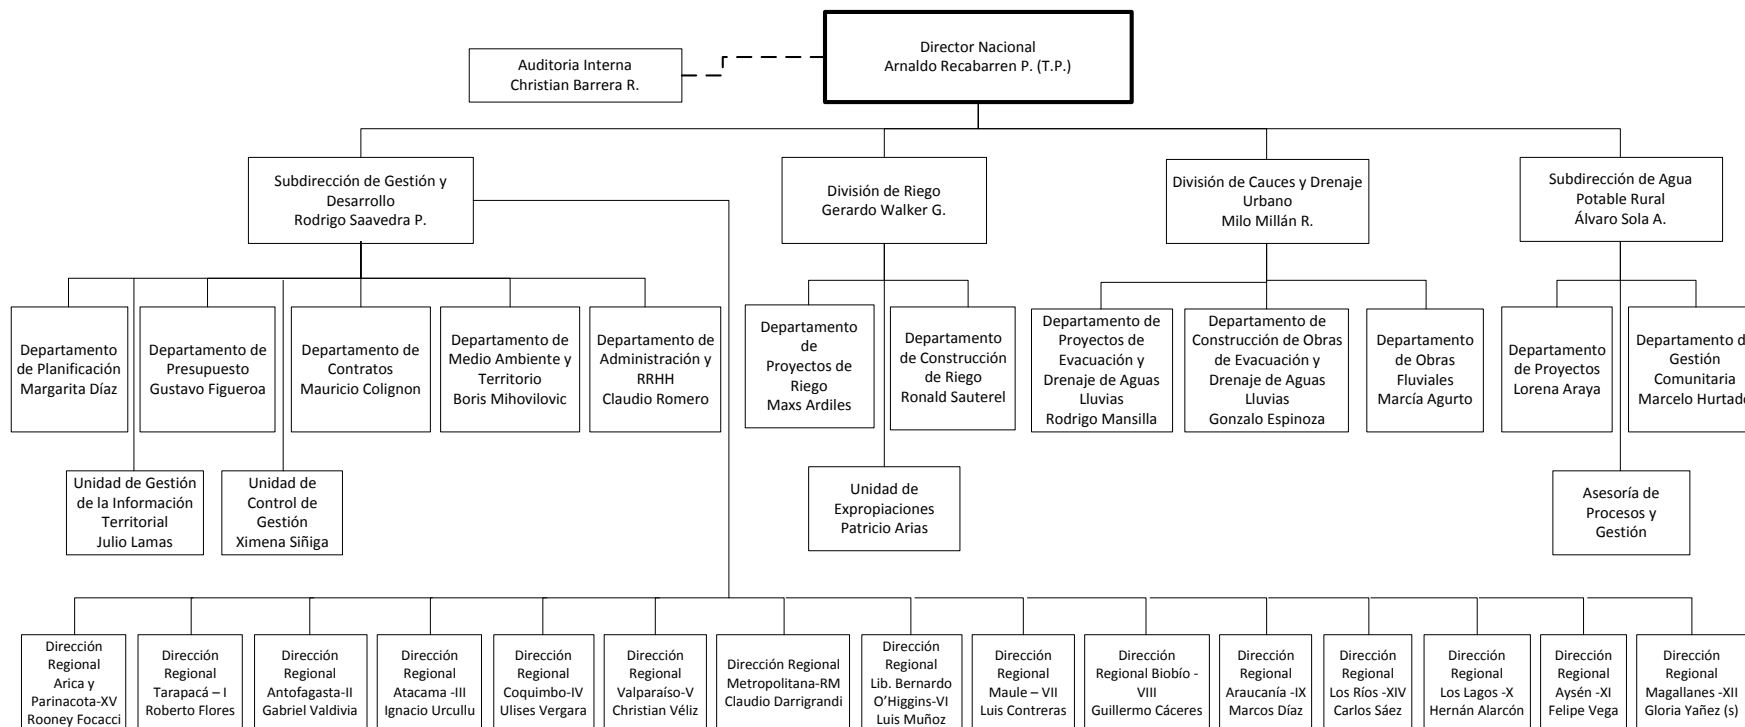 Director Nacional
Arnaldo Recabarren P. (T.P.)
Auditoria Interna
Christian Barrera R.
Subdirección de Gestión y
Desarrollo
Rodrigo Saavedra P.
División de Riego
Gerardo Walker G.
División de Cauces y Drenaje
Urbano
Milo Millán R.
Subdirección de Agua
Potable Rural
Álvaro Sola A.
Departamento
de Planificación
Margarita Díaz
Departamento de
Presupuesto
Gustavo Figueroa
Departamento de
Contratos
Mauricio Colignon
Departamento de
Medio Ambiente y
Territorio
Boris Mihovilovic
Departamento de
Administración y
RRHH
Claudio Romero
Departamento
de
Proyectos de
Riego
Maxs Ardiles
Departamento
de Construcción
de Riego
Ronald Sauterel
Departamento de
Proyectos de
Evacuación y
Drenaje de Aguas
Lluvias
Rodrigo Mansilla
Departamento de
Construcción de Obras
de Evacuación y
Drenaje de Aguas
Lluvias
Gonzalo Espinoza
Departamento
de Obras
Fluviales
Marcía Agurto
Departamento
de Proyectos
Lorena Araya
Departamento d
Gestión
Comunitaria
Marcelo Hurtad
Unidad de Gestión
de la Información
Territorial
Julio Lamas
Unidad de
Control de
Gestión
Ximena Siñiga
Unidad de
Expropiaciones
Patricio Arias
Asesoría de
Procesos y
Gestión
Dirección
Regional
Arica y
Parinacota-XV
Rooney Focacci
Dirección
Regional
Tarapacá – I
Roberto Flores
Dirección
Regional
Antofagasta-II
Gabriel Valdivia
Dirección
Regional
Atacama -III
Ignacio Urcullu
Dirección
Regional
Coquimbo-IV
Ulises Vergara
Dirección
Regional
Valparaíso-V
Christian Véliz
Dirección Regional
Metropolitana-RM
Claudio Darrigrandi
Dirección
Regional
Lib. Bernardo
O’Higgins-VI
Luis Muñoz
Dirección
Regional
Maule – VII
Luis Contreras
Dirección
Regional Biobío -
VIII
Guillermo Cáceres
Dirección
Regional
Araucanía -IX
Marcos Díaz
Dirección
Regional
Los Ríos -XIV
Carlos Sáez
Dirección
Regional
Los Lagos -X
Hernán Alarcón
Dirección
Regional
Aysén -XI
Felipe Vega
Dirección
Regional
Magallanes -XII
Gloria Yañez (s)